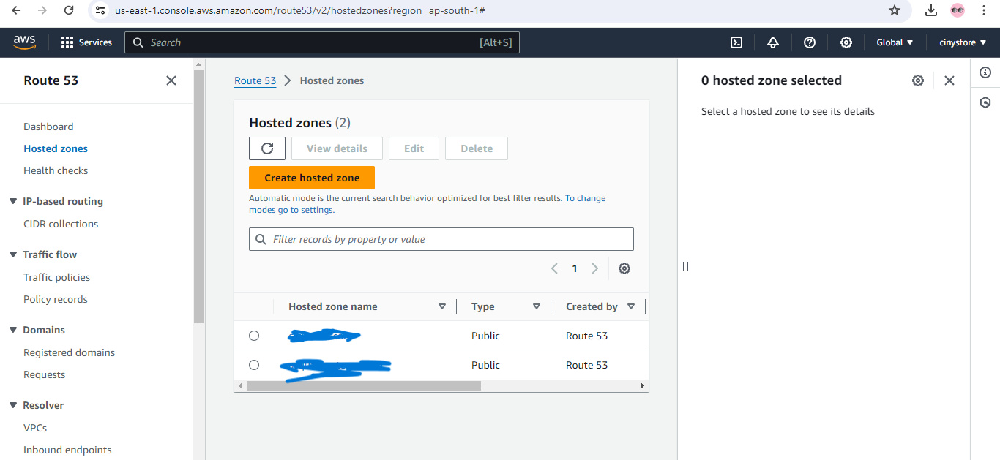 us-east-1.console.aws.amazon.com/route53/v2/hostedzones?region=ap-south-1#
aws
Services
Search
[Alt+S]
Global
cinystore
Route 53
Dashboard
Hosted zones
Health checks
IP-based routing
CIDR collections
Traffic flow
Traffic policies
Policy records
Domains
Registered domains
Requests
Resolver
VPCs
Inbound endpoints
Route 53 > Hosted zones
Hosted zones (2)
View details
Edit
Delete
Create hosted zone
Automatic mode is the current search behavior optimized for best filter results. To change
modes go to settings.
Filter records by property or value
1
Hosted zone name Type Created by
Public Route 53
Public Route 53
0 hosted zone selected
Select a hosted zone to see its details